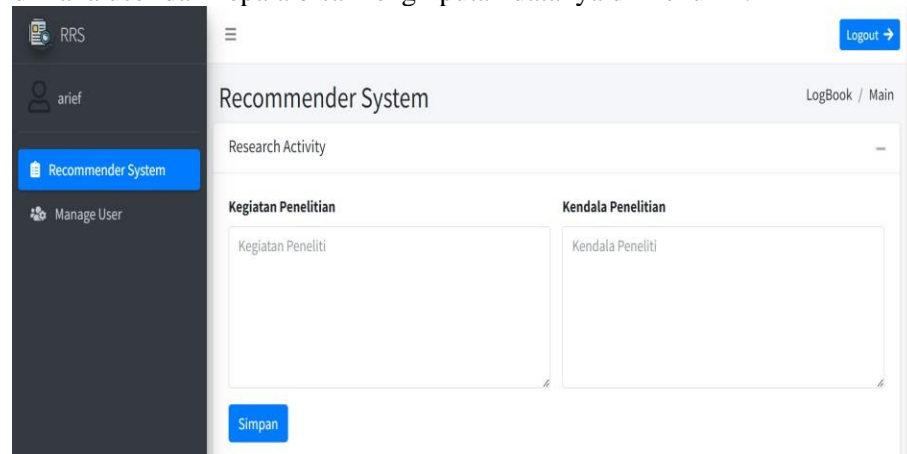 RRS
Logout
arief
Recommender System
LogBook / Main
Research Activity
Recommender System
Manage User
Kegiatan Penelitian
Kendala Penelitian
Kegiatan Peneliti
Kendala Peneliti
Simpan